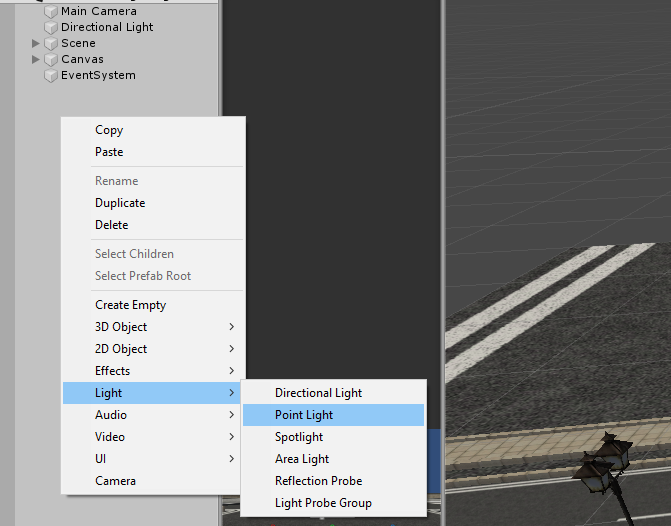 Main Camera
Directional Light
Scene
Canvas
EventSystem
Copy
Paste
Rename
Duplicate
Delete
Select Children
Select Prefab Root
Create Empty
3D Object
2D Object
Effects
Light
Audio
Video
UI
Camera
Directional Light
Point Light
Spotlight
Area Light
Reflection Probe
Light Probe Group